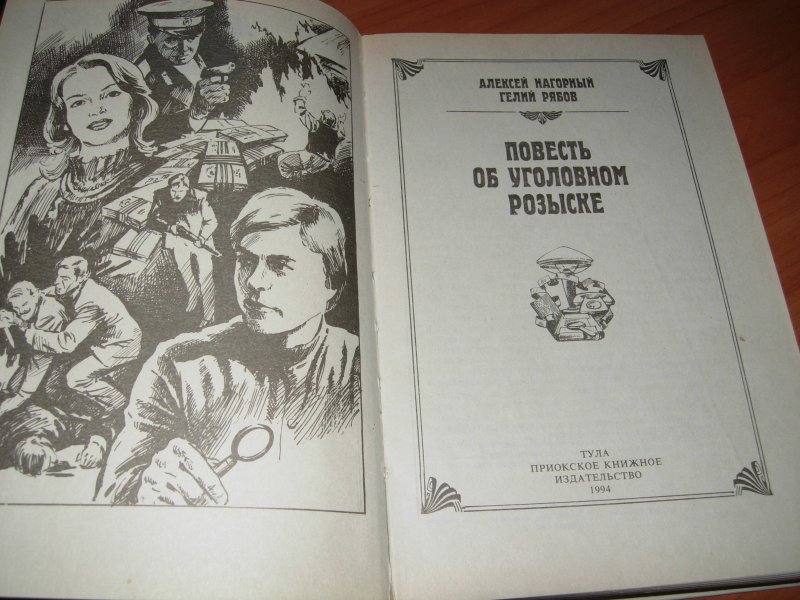 АЛЕКСЕЙ НАГОРНЫЙ
ГЕЛИЙ РЯБОВ
ПОВЕСТЬ
ОБ УГОЛОВНОМ
РОЗЫСКЕ
ТУЛА
ПРИОКСКОЕ КНИЖНОЕ
ИЗДАТЕЛЬСТВО
1994